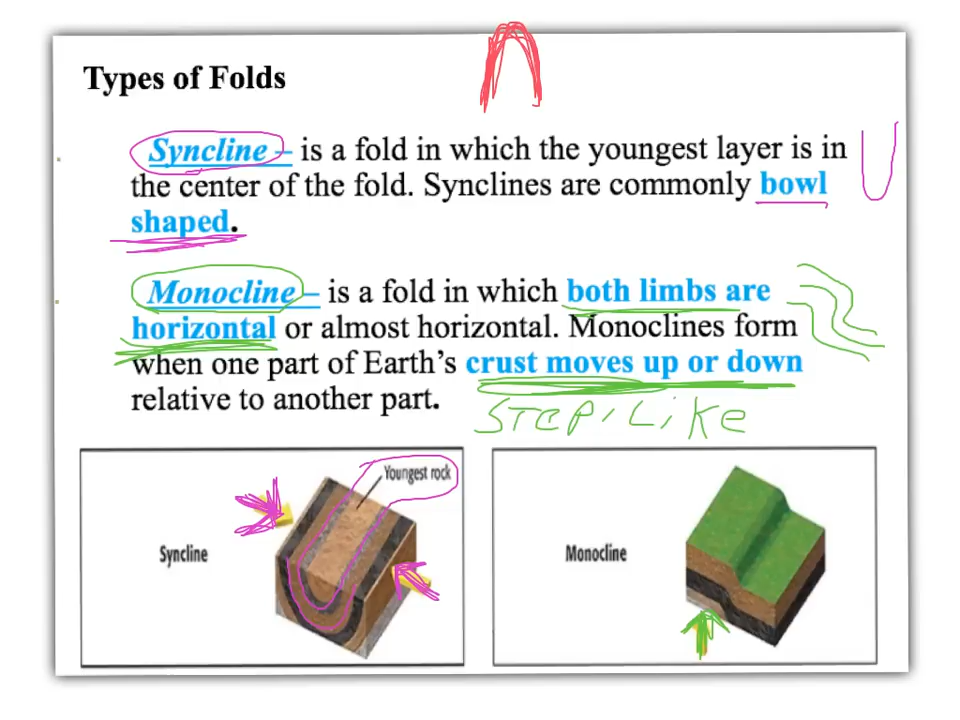 Types of Folds
Syncline – is a fold in which the youngest layer is in
the center of the fold. Synclines are commonly bowl
shaped.
Monocline – is a fold in which both limbs are
horizontal or almost horizontal. Monoclines form
when one part of Earth's crust moves up or down
relative to another part.
STEP-LIKE
Youngest rock
Syncline
Monocline